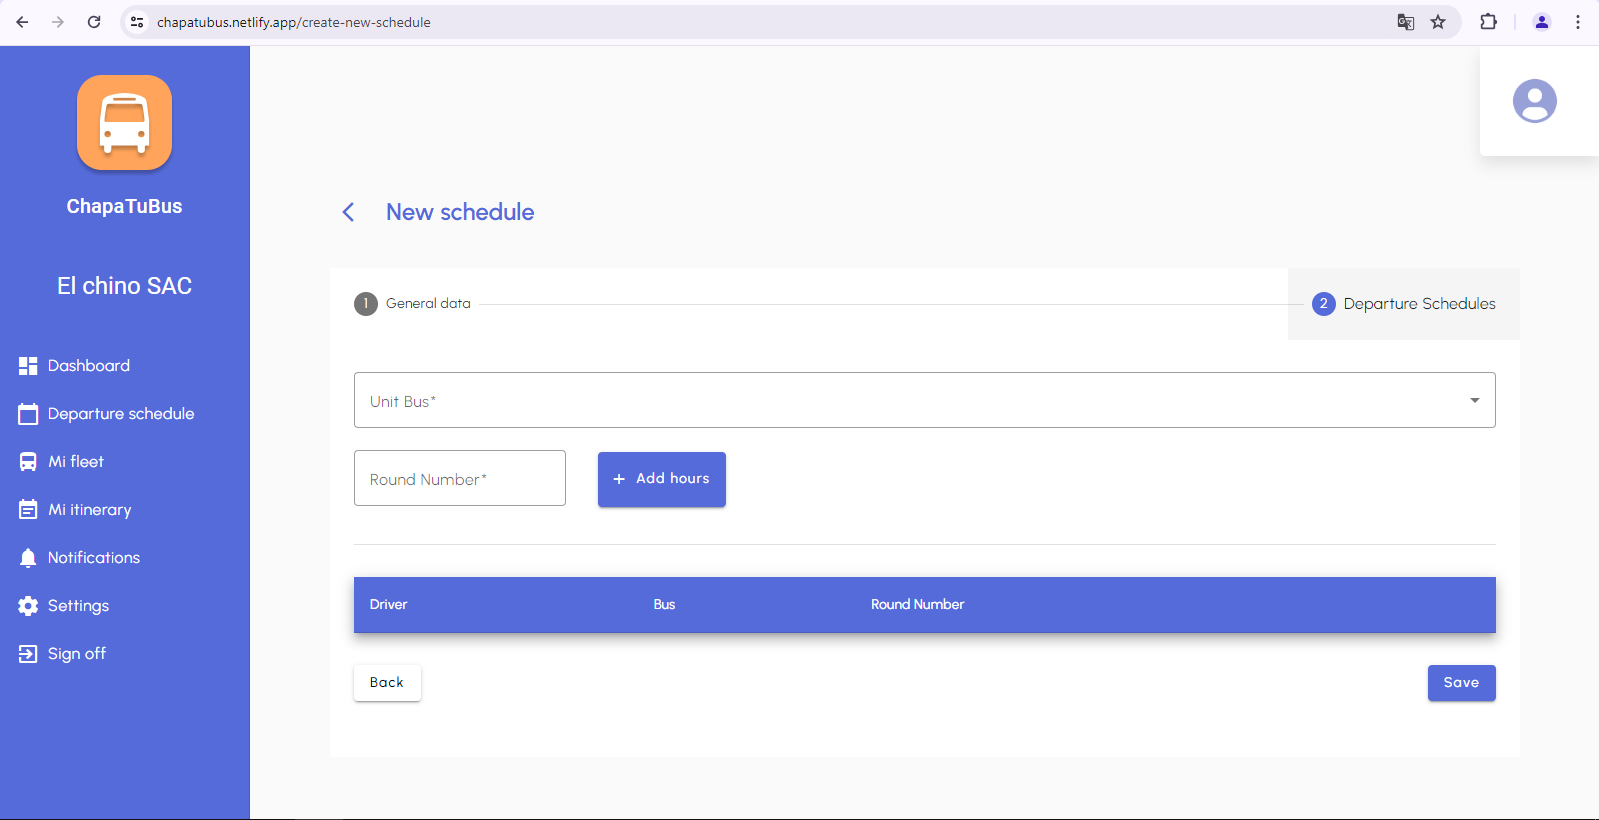 chapatubus.netlify.app/create-new-schedule
ChapaTuBus
El chino SAC
Dashboard
Departure schedule
Mi fleet
Mi itinerary
Notifications
Settings
Sign off
New schedule
1 General data
2 Departure Schedules
Unit Bus*
Round Number*
+ Add hours
Driver Bus Round Number
Back
Save